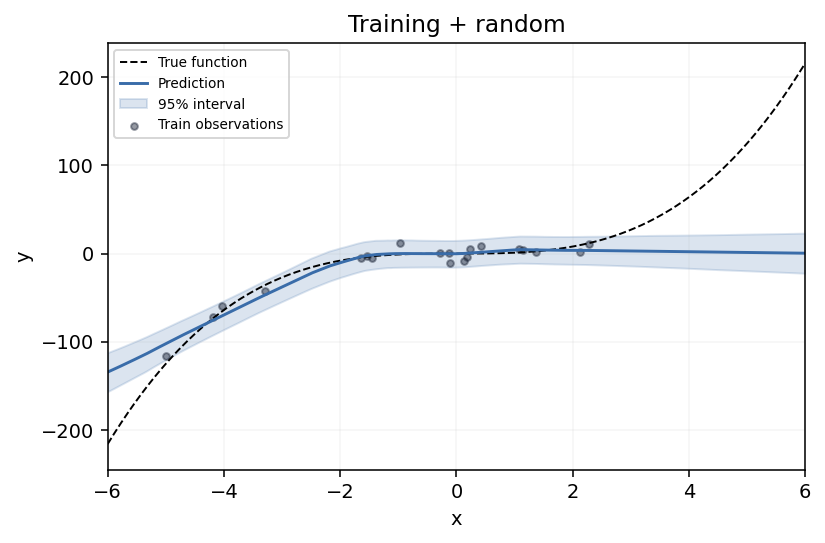 Training + random
True function
Prediction
95% interval
Train observations
200
100
0
−100
−200
y
−6 −4 −2 0 2 4 6
x